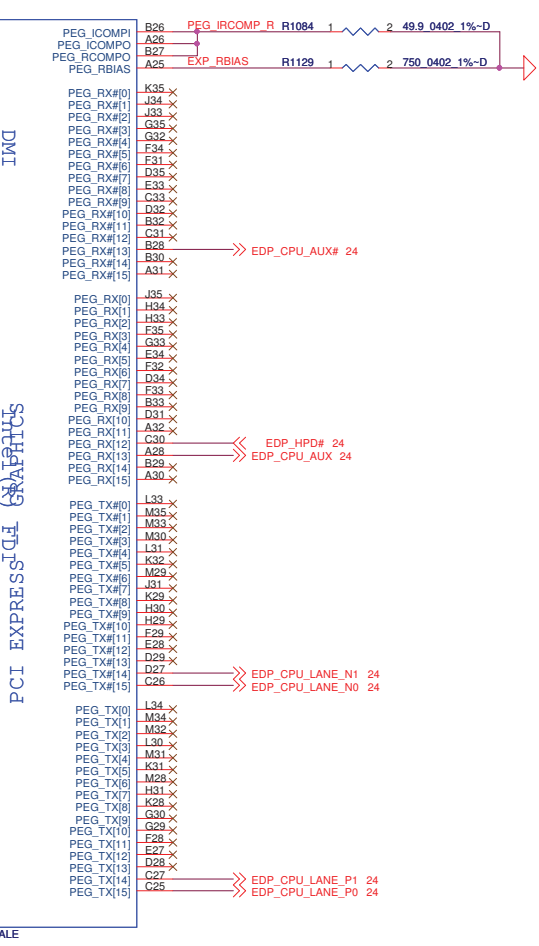 PEG_ICOMPI B26 PEG_IRCOMP_R R1084 1 2 49.9_0402_1%~D
PEG_ICOMPO A26
PEG_RCOMPO B27
PEG_RBIAS A25 EXP_RBIAS R1129 1 2 750_0402_1%~D
PEG_RX#[0] K35
PEG_RX#[1] J34
PEG_RX#[2] J33
PEG_RX#[3] G35
PEG_RX#[4] G32
PEG_RX#[5] F34
PEG_RX#[6] F31
PEG_RX#[7] D35
PEG_RX#[8] E33
PEG_RX#[9] C33
PEG_RX#[10] D32
PEG_RX#[11] B32
PEG_RX#[12] C31
PEG_RX#[13] B28 EDP_CPU_AUX# 24
PEG_RX#[14] B30
PEG_RX#[15] A31
PEG_RX[0] J35
PEG_RX[1] H34
PEG_RX[2] H33
PEG_RX[3] F35
PEG_RX[4] G33
PEG_RX[5] E34
PEG_RX[6] F32
PEG_RX[7] D34
PEG_RX[8] F33
PEG_RX[9] B33
PEG_RX[10] D31
PEG_RX[11] A32
PEG_RX[12] C30 EDP_HPD# 24
PEG_RX[13] A28 EDP_CPU_AUX 24
PEG_RX[14] B29
PEG_RX[15] A30
PEG_TX#[0] L33
PEG_TX#[1] M35
PEG_TX#[2] M33
PEG_TX#[3] M30
PEG_TX#[4] L31
PEG_TX#[5] K32
PEG_TX#[6] M29
PEG_TX#[7] J31
PEG_TX#[8] K29
PEG_TX#[9] H30
PEG_TX#[10] H29
PEG_TX#[11] F29
PEG_TX#[12] E28
PEG_TX#[13] D29
PEG_TX#[14] D27 EDP_CPU_LANE_N1 24
PEG_TX#[15] C26 EDP_CPU_LANE_N0 24
PEG_TX[0] L34
PEG_TX[1] M34
PEG_TX[2] M32
PEG_TX[3] L30
PEG_TX[4] M31
PEG_TX[5] K31
PEG_TX[6] M28
PEG_TX[7] H31
PEG_TX[8] K28
PEG_TX[9] G30
PEG_TX[10] G29
PEG_TX[11] F28
PEG_TX[12] E27
PEG_TX[13] D28
PEG_TX[14] C27 EDP_CPU_LANE_P1 24
PEG_TX[15] C25 EDP_CPU_LANE_P0 24
DMI
Intel(R) FDI
PCI EXPRESS GRAPHICS
ALE